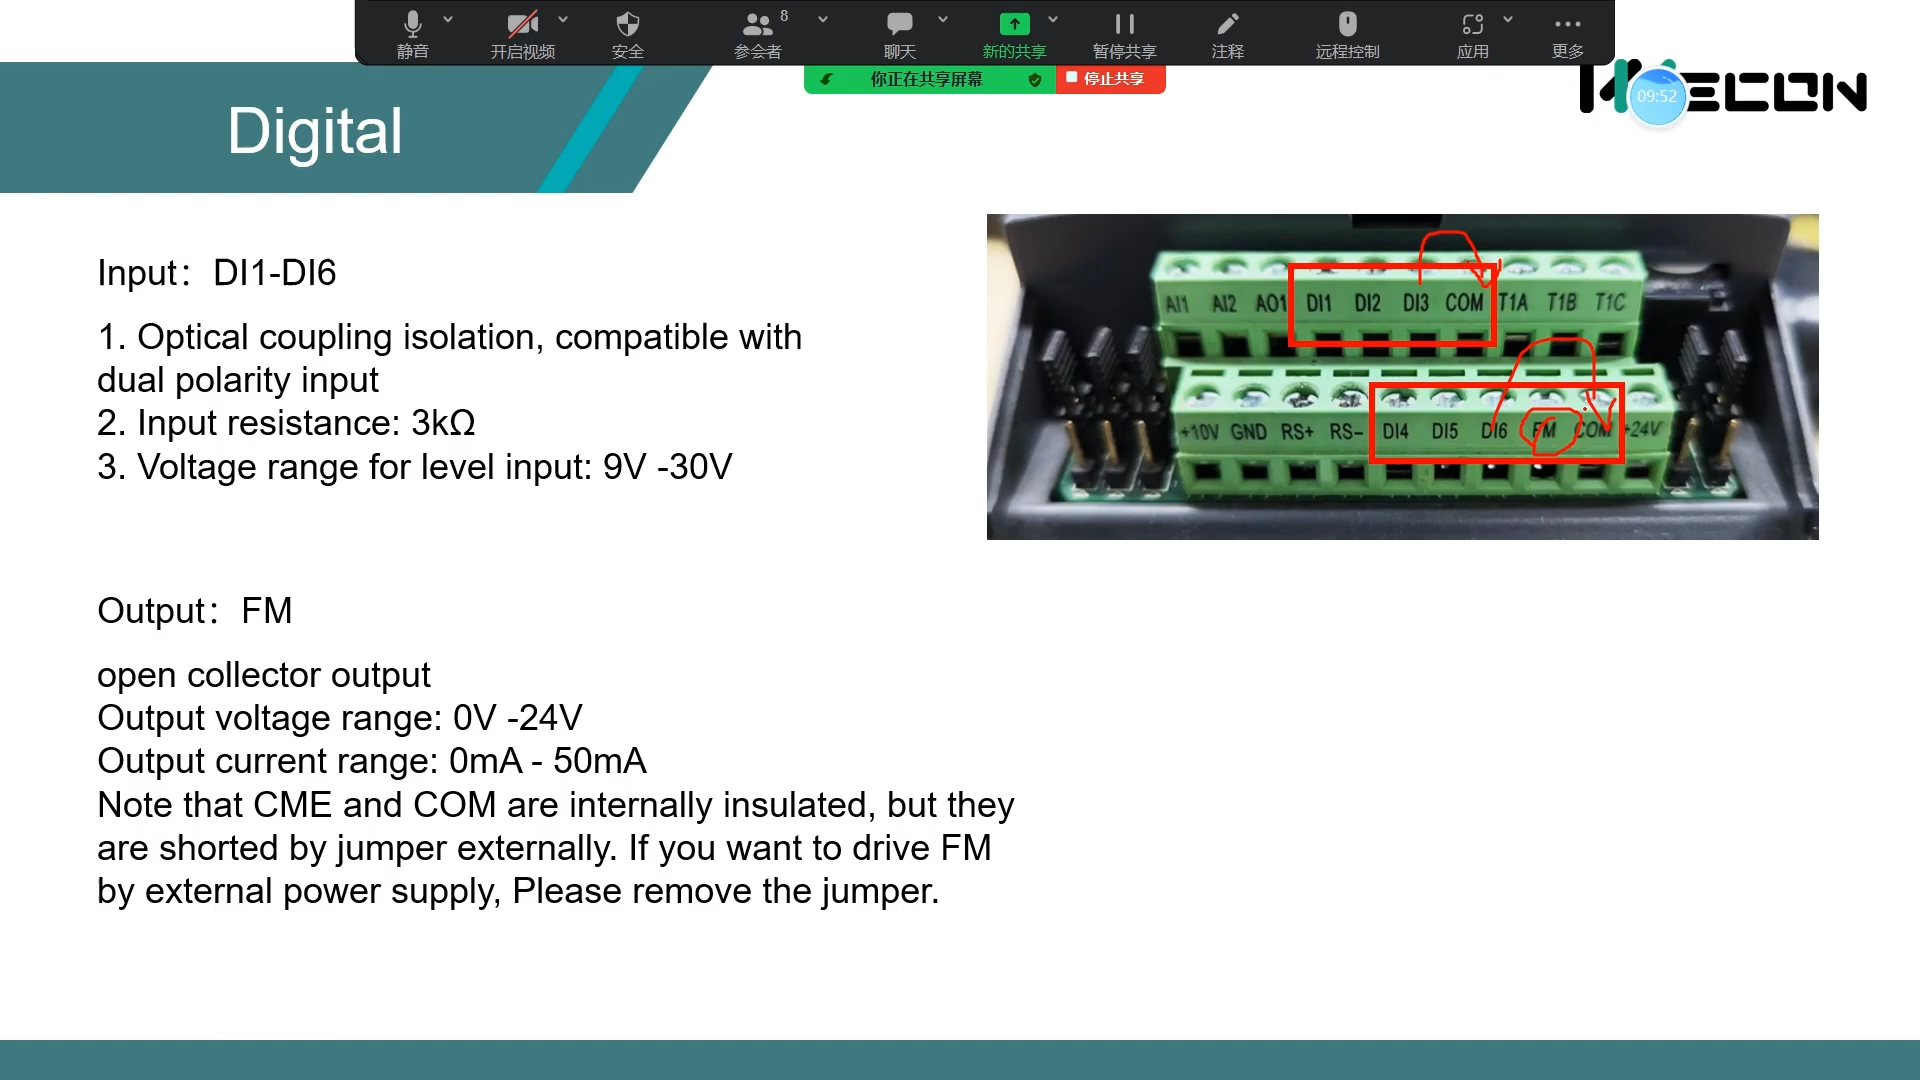 8
静音
开启视频
安全
参会者
聊天
新的共享
暂停共享
注释
远程控制
应用
更多
你正在共享屏幕
停止共享
09:52
Digital
Input：DI1-DI6
1. Optical coupling isolation, compatible with
dual polarity input
2. Input resistance: 3kΩ
3. Voltage range for level input: 9V -30V
AI1 AI2 AO1 DI1 DI2 DI3 COM T1A T1B T1C
+10V GND RS+ RS- DI4 DI5 DI6 FM COM +24V
Output：FM
open collector output
Output voltage range: 0V -24V
Output current range: 0mA - 50mA
Note that CME and COM are internally insulated, but they
are shorted by jumper externally. If you want to drive FM
by external power supply, Please remove the jumper.